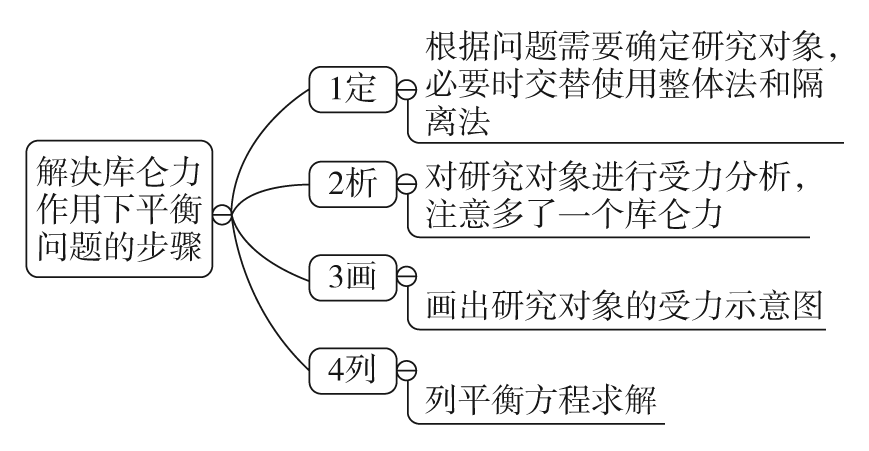 解决库仑力
作用下平衡
问题的步骤
1定
根据问题需要确定研究对象，
必要时交替使用整体法和隔
离法
2析
对研究对象进行受力分析，
注意多了一个库仑力
3画
画出研究对象的受力示意图
4列
列平衡方程求解